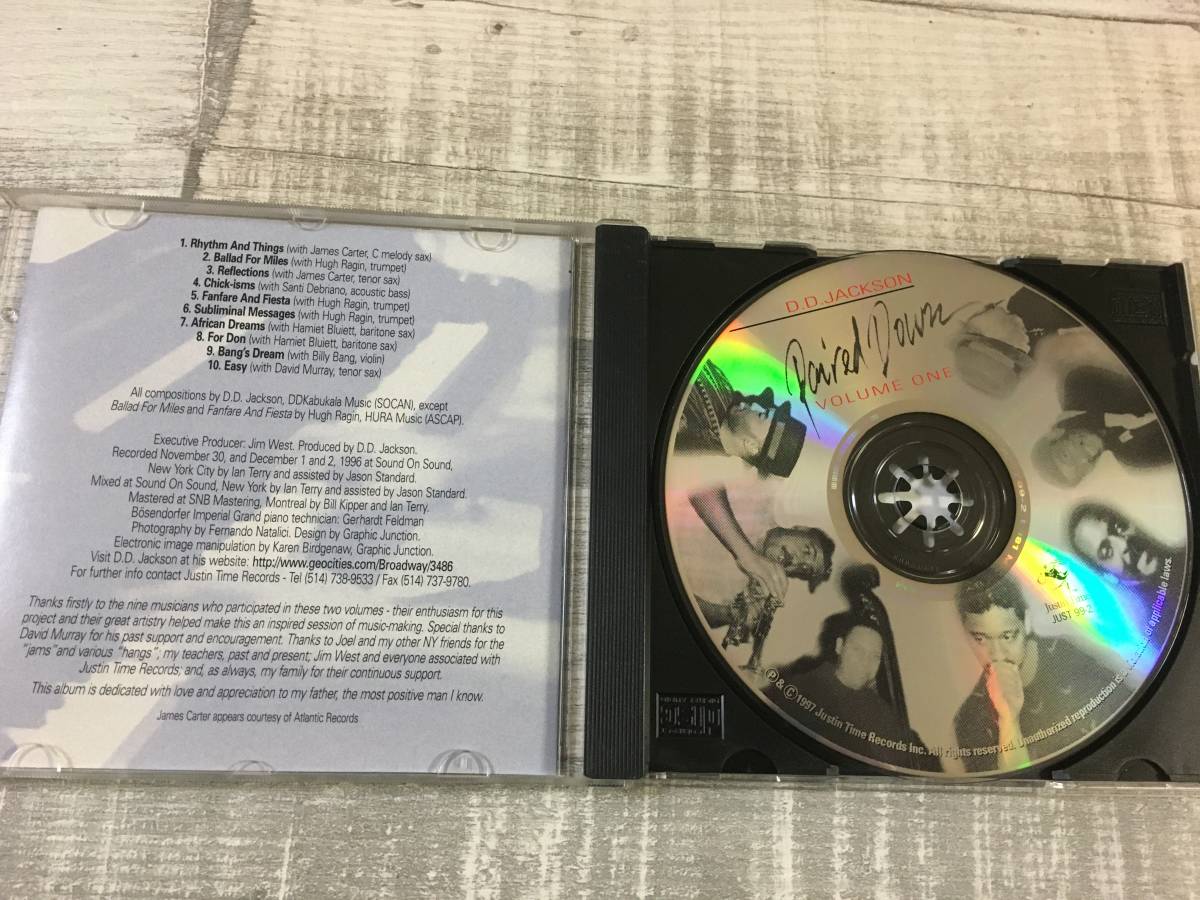 1. Rhythm And Things (with James Carter, C melody sax)
2. Ballad For Miles (with Hugh Ragin, trumpet)
3. Reflections (with James Carter, tenor sax)
4. Chick-isms (with Santi Debriano, acoustic bass)
5. Fanfare And Fiesta (with Hugh Ragin, trumpet)
6. Subliminal Messages (with Hugh Ragin, trumpet)
7. African Dreams (with Hamiet Bluiett, baritone sax)
8. For Don (with Hamiet Bluiett, baritone sax)
9. Bang's Dream (with Billy Bang, violin)
10. Easy (with David Murray, tenor sax)
All compositions by D.D. Jackson, DDKabukala Music (SOCAN), except
Ballad For Miles and Fanfare And Fiesta by Hugh Ragin, HURA Music (ASCAP).
Executive Producer: Jim West. Produced by D.D. Jackson.
Recorded November 30, and December 1 and 2, 1996 at Sound On Sound,
New York City by Ian Terry and assisted by Jason Standard.
Mixed at Sound On Sound, New York by Ian Terry and assisted by Jason Standard.
Mastered at SNB Mastering, Montreal by Bill Kipper and Ian Terry.
Bösendorfer Imperial Grand piano technician: Gerhardt Feldman
Photography by Fernando Natalici. Design by Graphic Junction.
Electronic image manipulation by Karen Birdgenaw, Graphic Junction.
Visit D.D. Jackson at his website: http://www.geocities.com/Broadway/3486
For further info contact Justin Time Records - Tel (514) 738-9533 / Fax (514) 737-9780.
Thanks firstly to the nine musicians who participated in these two volumes - their enthusiasm for this
project and their great artistry helped make this an inspired session of music-making. Special thanks to
David Murray for his past support and encouragement. Thanks to Joel and my other NY friends for the
"jams" and various "hangs"; my teachers, past and present; Jim West and everyone associated with
Justin Time Records; and, as always, my family for their continuous support.
This album is dedicated with love and appreciation to my father, the most positive man I know.
James Carter appears courtesy of Atlantic Records
D.D. JACKSON
Paired Down
VOLUME ONE
JUST 99-2
℗ & © 1997 Justin Time Records Inc. All rights reserved. Unauthorized reproduction is of applicable laws.